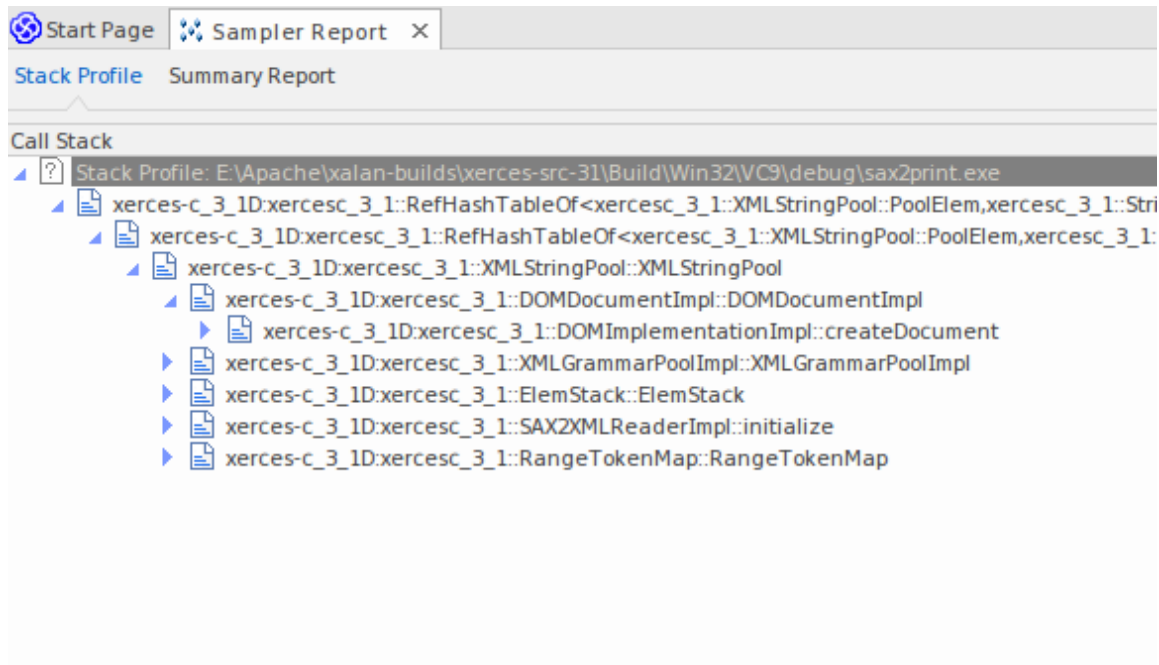 Start Page Sampler Report ×
Stack Profile Summary Report
Call Stack
? Stack Profile: E:\Apache\xalan-builds\xerces-src-31\Build\Win32\VC9\debug\sax2print.exe
xerces-c_3_1D:xercesc_3_1::RefHashTableOf<xercesc_3_1::XMLStringPool::PoolElem,xercesc_3_1::Stri
xerces-c_3_1D:xercesc_3_1::RefHashTableOf<xercesc_3_1::XMLStringPool::PoolElem,xercesc_3_1:
xerces-c_3_1D:xercesc_3_1::XMLStringPool::XMLStringPool
xerces-c_3_1D:xercesc_3_1::DOMDocumentImpl::DOMDocumentImpl
xerces-c_3_1D:xercesc_3_1::DOMImplementationImpl::createDocument
xerces-c_3_1D:xercesc_3_1::XMLGrammarPoolImpl::XMLGrammarPoolImpl
xerces-c_3_1D:xercesc_3_1::ElemStack::ElemStack
xerces-c_3_1D:xercesc_3_1::SAX2XMLReaderImpl::initialize
xerces-c_3_1D:xercesc_3_1::RangeTokenMap::RangeTokenMap